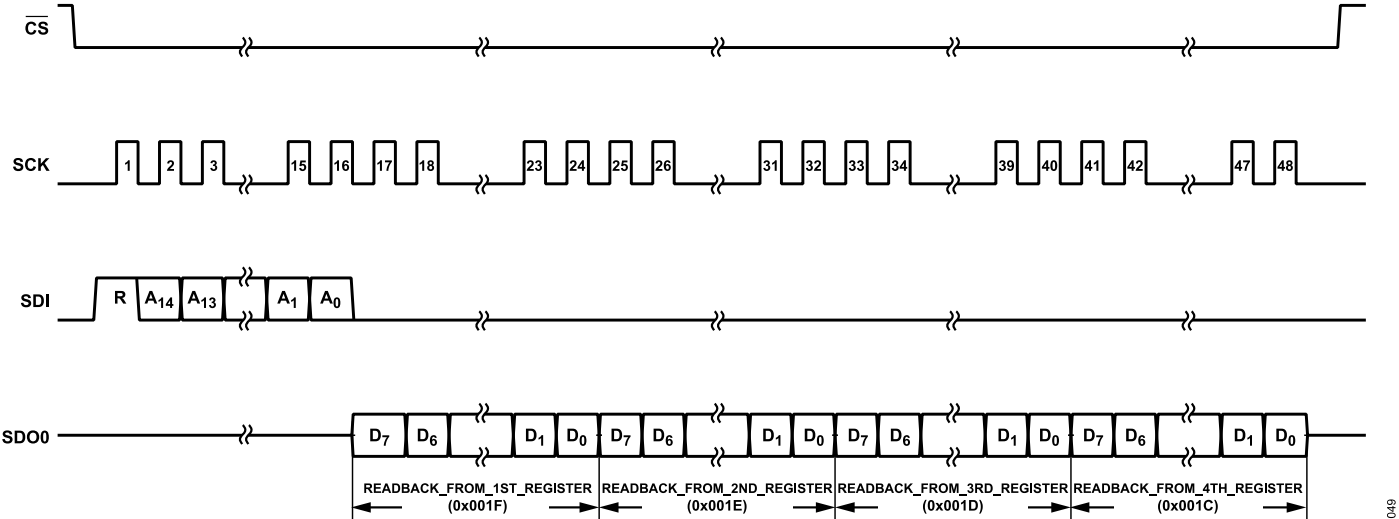 CS
SCK 1 2 3 15 16 17 18 23 24 25 26 31 32 33 34 39 40 41 42 47 48
SDI R A14 A13 A1 A0
SDO0 D7 D6 D1 D0 D7 D6 D1 D0 D7 D6 D1 D0 D7 D6 D1 D0
READBACK_FROM_1ST_REGISTER READBACK_FROM_2ND_REGISTER READBACK_FROM_3RD_REGISTER READBACK_FROM_4TH_REGISTER
(0x001F) (0x001E) (0x001D) (0x001C)
049